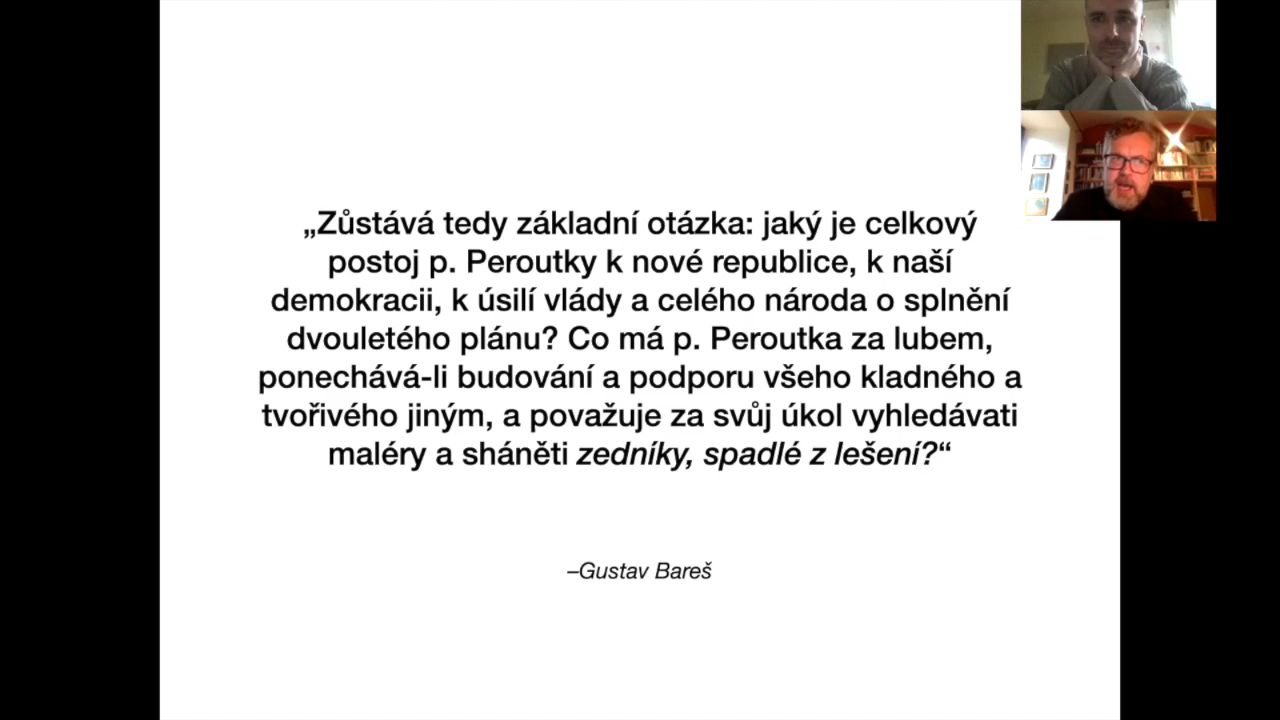 „Zůstává tedy základní otázka: jaký je celkový
postoj p. Peroutky k nové republice, k naší
demokracii, k úsilí vlády a celého národa o splnění
dvouletého plánu? Co má p. Peroutka za lubem,
ponechává-li budování a podporu všeho kladného a
tvořivého jiným, a považuje za svůj úkol vyhledávati
maléry a sháněti zedníky, spadlé z lešení?“
–Gustav Bareš